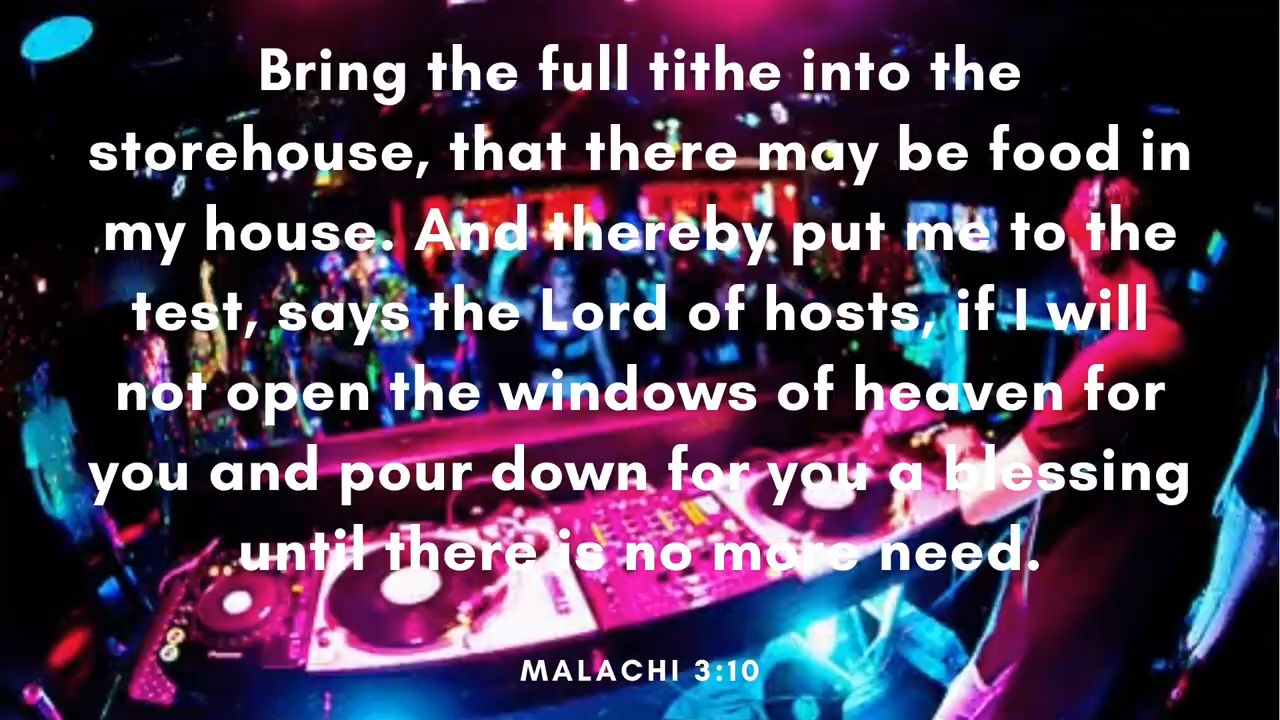 Bring the full tithe into the
storehouse, that there may be food in
my house. And thereby put me to the
test, says the Lord of hosts, if I will
not open the windows of heaven for
you and pour down for you a blessing
until there is no more need.
MALACHI 3:10